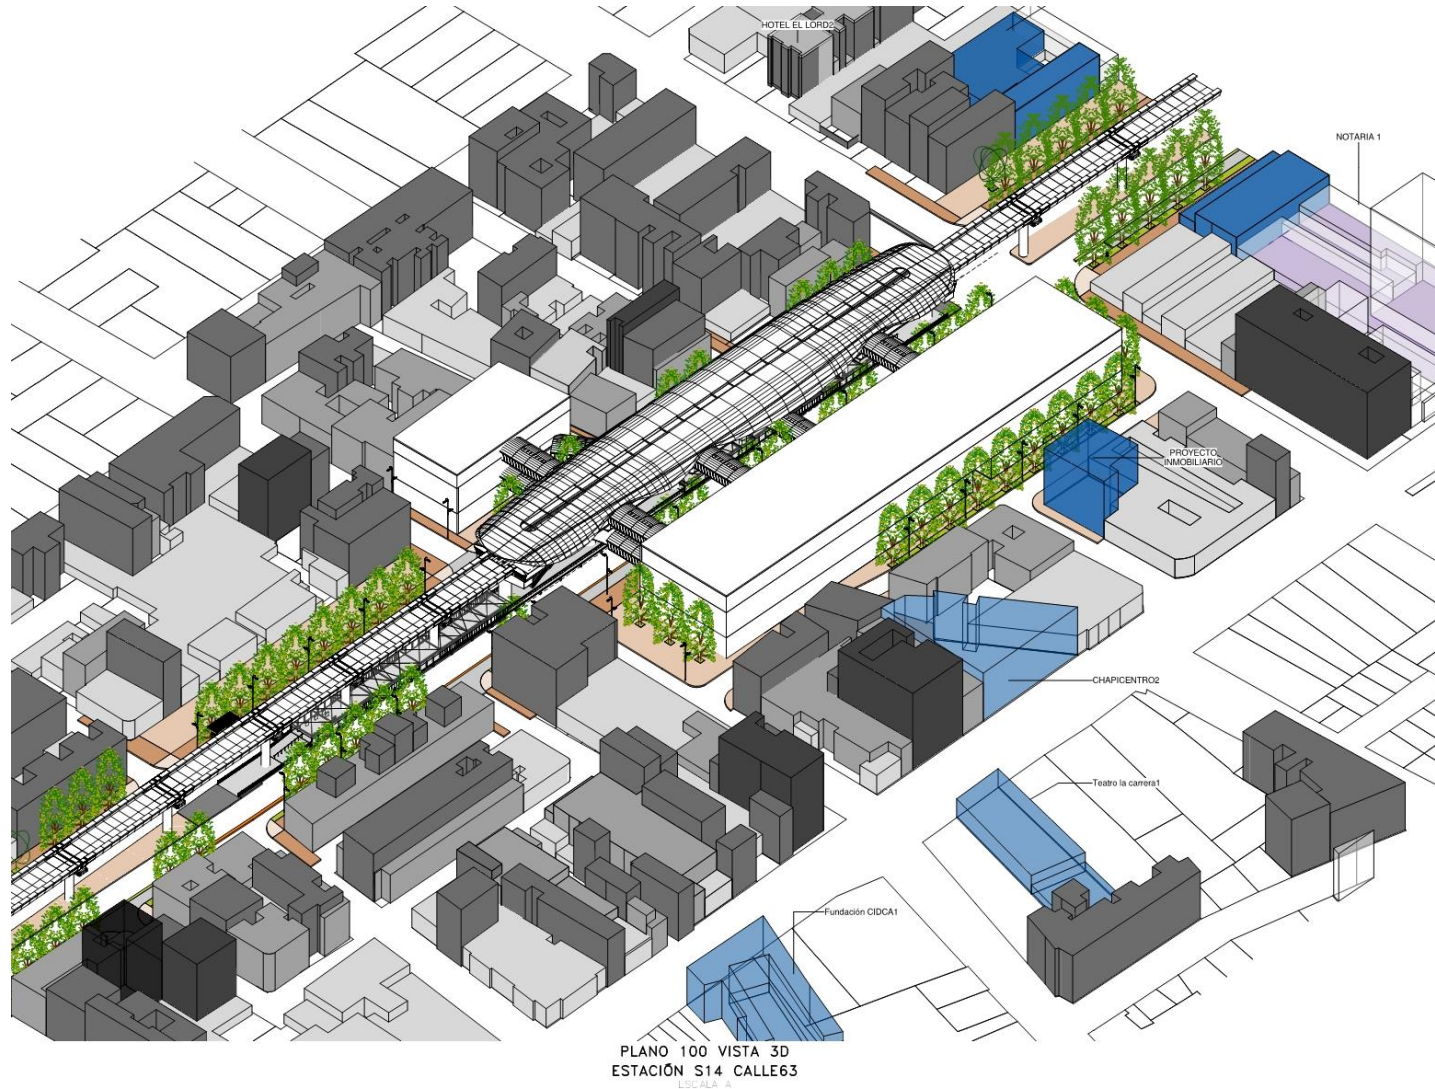 HOTEL EL LORD2
NOTARIA 1
PROYECTO
INMOBILIARIO
CHAPICENTRO2
Teatro la carrera1
Fundación CIDCA1
PLANO 100 VISTA 3D
ESTACIÓN S14 CALLE63
ESCALA A